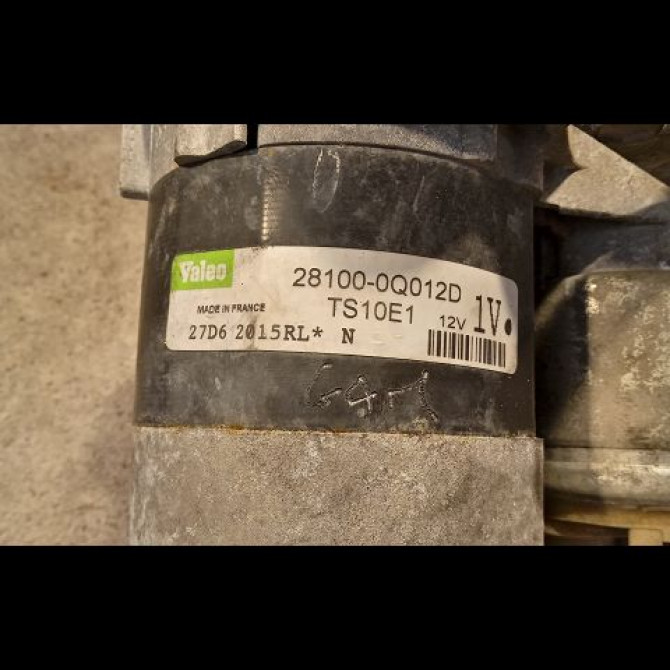 Valeo
28100-0Q012D
MADE IN FRANCE
TS10E1
12V
1V.
27D6 2015RL* N